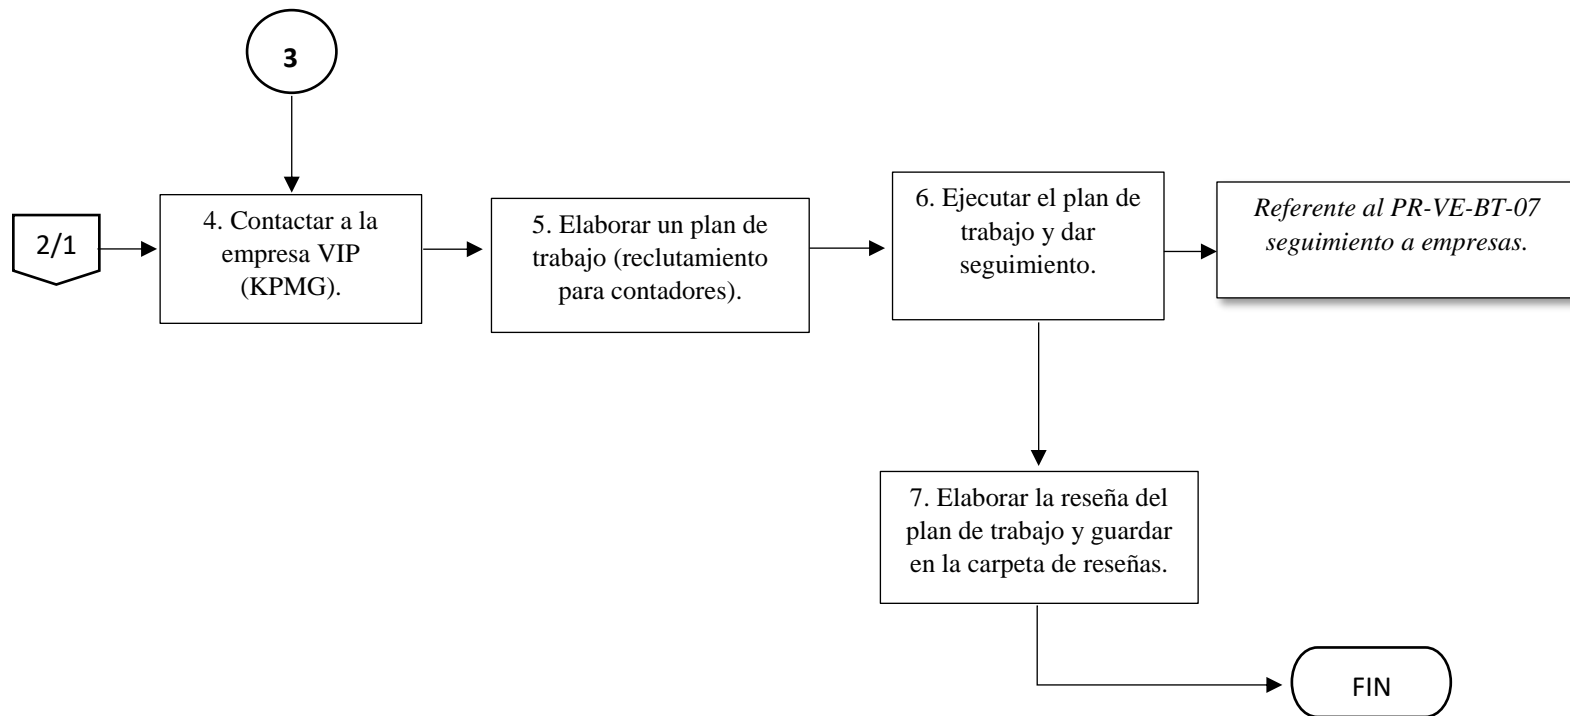 3
2/1
4. Contactar a la
empresa VIP
(KPMG).
5. Elaborar un plan de
trabajo (reclutamiento
para contadores).
6. Ejecutar el plan de
trabajo y dar
seguimiento.
Referente al PR-VE-BT-07
seguimiento a empresas.
7. Elaborar la reseña del
plan de trabajo y guardar
en la carpeta de reseñas.
FIN